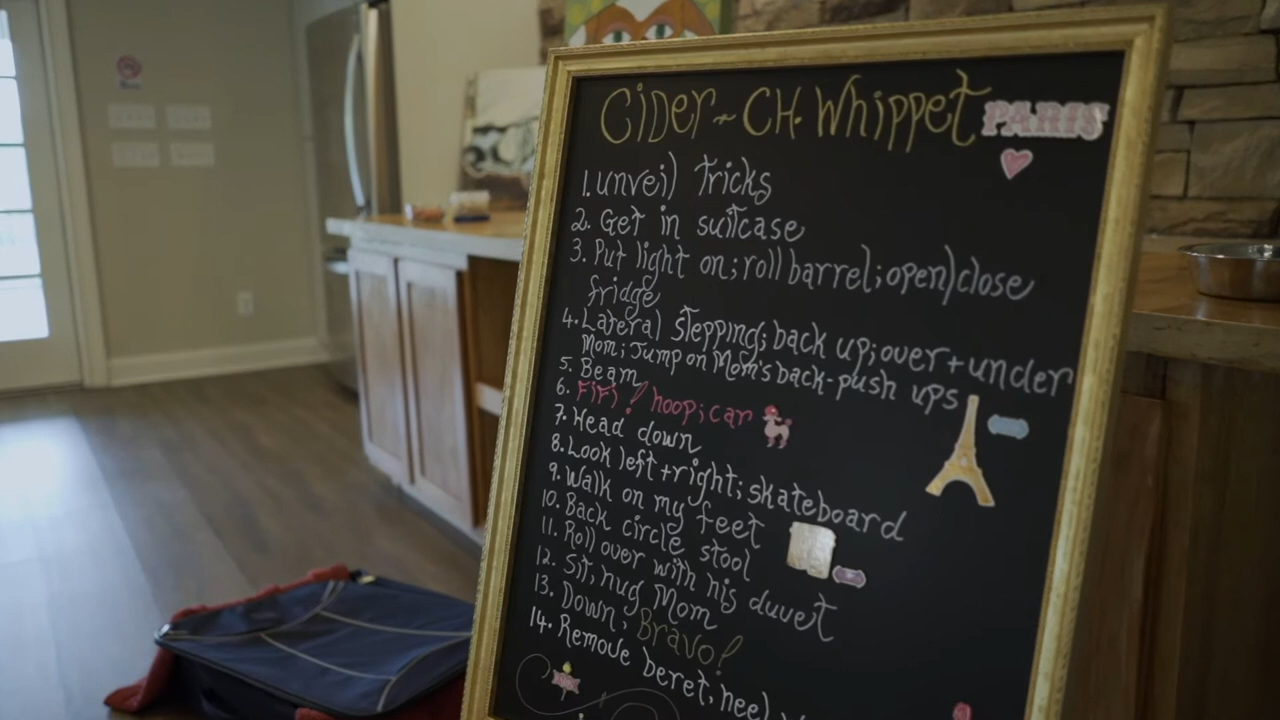 Cider ~ CH. Whippet PARIS
1. unveil tricks
2. Get in suitcase
3. Put light on; roll barrel; open/close
fridge
4. Lateral stepping; back up; over + under
Mom; Jump on Mom's back-push ups
5. Beam
6. FiFi! hoop; car
7. Head down
8. Look left + right; skateboard
9. Walk on my feet
10. Back circle stool
11. Roll over with his duvet
12. Sit, hug Mom
13. Down, Bravo!
14. Remove beret, heel